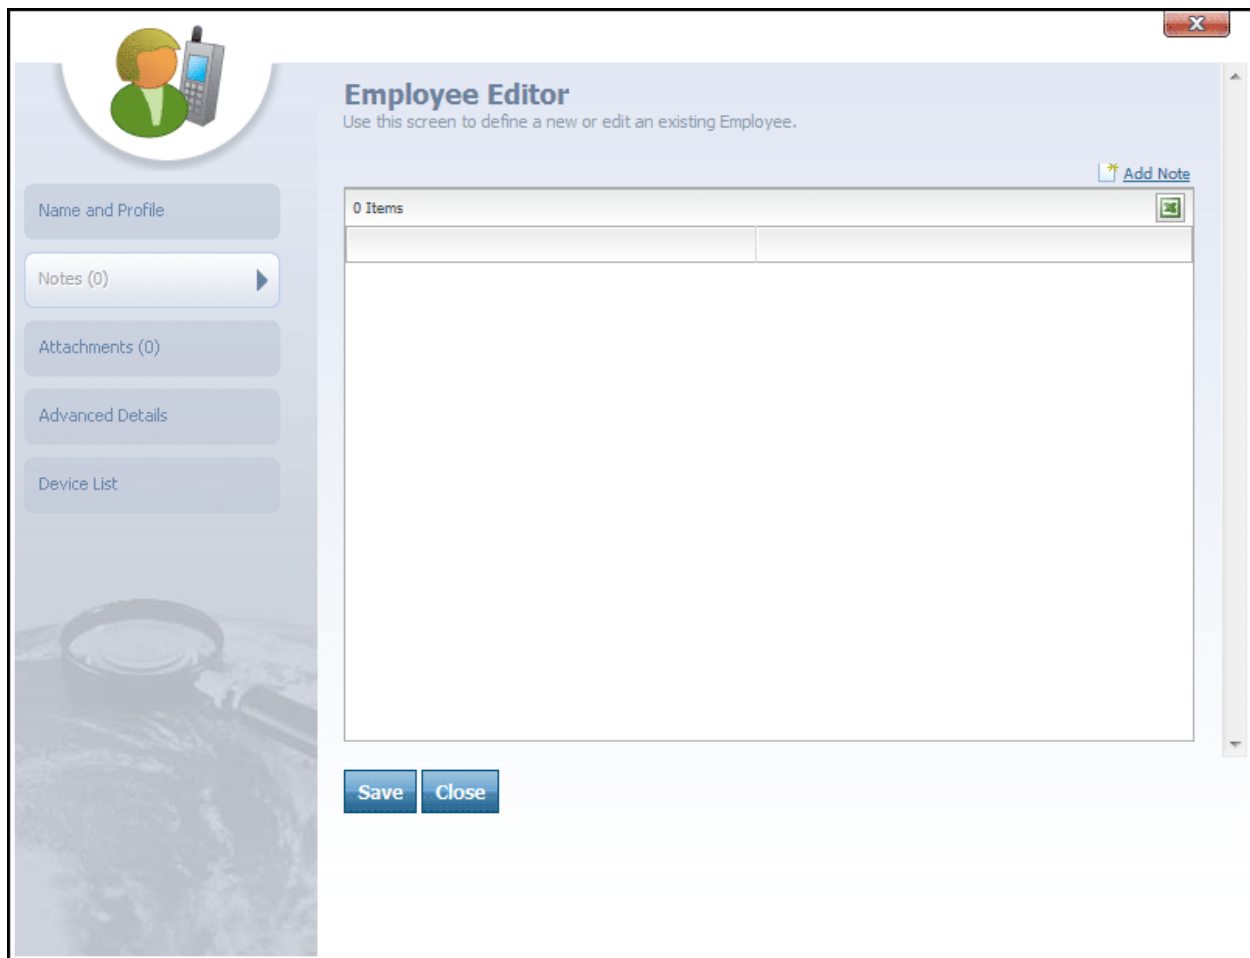 Employee Editor
Use this screen to define a new or edit an existing Employee.
Add Note
Name and Profile
0 Items
Notes (0)
Attachments (0)
Advanced Details
Device List
Save Close